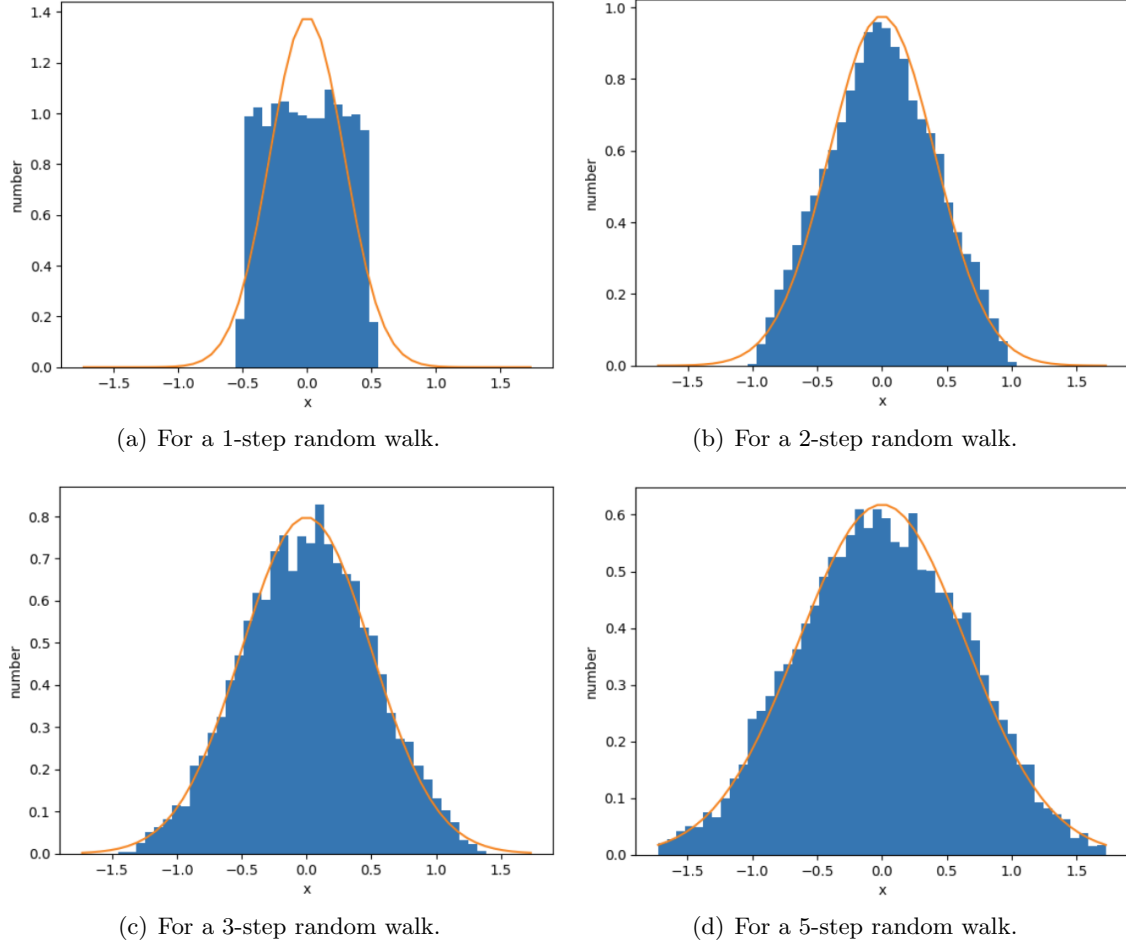 1.4
1.2
1.0
0.8
0.6
0.4
0.2
0.0
number
−1.5 −1.0 −0.5 0.0 0.5 1.0 1.5
x
(a) For a 1-step random walk.
1.0
0.8
0.6
0.4
0.2
0.0
number
−1.5 −1.0 −0.5 0.0 0.5 1.0 1.5
x
(b) For a 2-step random walk.
0.8
0.7
0.6
0.5
0.4
0.3
0.2
0.1
0.0
number
−1.5 −1.0 −0.5 0.0 0.5 1.0 1.5
x
(c) For a 3-step random walk.
0.6
0.5
0.4
0.3
0.2
0.1
0.0
number
−1.5 −1.0 −0.5 0.0 0.5 1.0 1.5
x
(d) For a 5-step random walk.